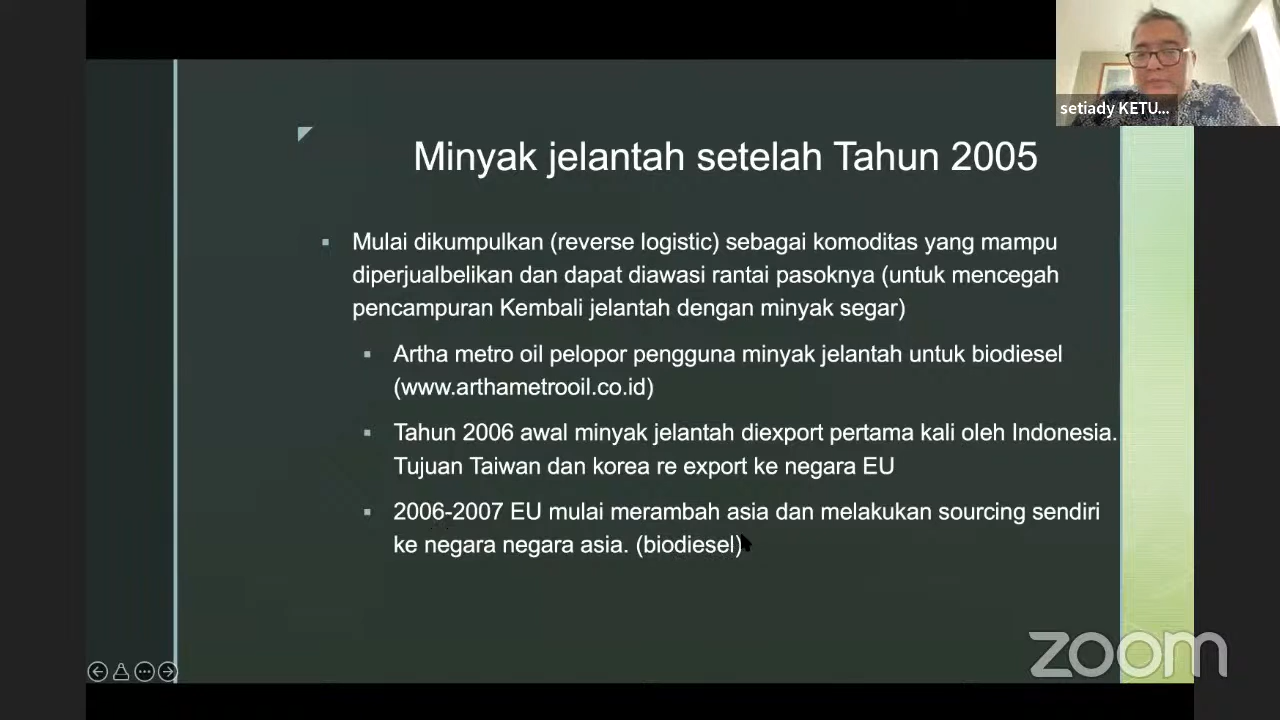 setiady KETU...
Minyak jelantah setelah Tahun 2005
Mulai dikumpulkan (reverse logistic) sebagai komoditas yang mampu
diperjualbelikan dan dapat diawasi rantai pasoknya (untuk mencegah
pencampuran Kembali jelantah dengan minyak segar)
Artha metro oil pelopor pengguna minyak jelantah untuk biodiesel
(www.arthametrooil.co.id)
Tahun 2006 awal minyak jelantah diexport pertama kali oleh Indonesia.
Tujuan Taiwan dan korea re export ke negara EU
2006-2007 EU mulai merambah asia dan melakukan sourcing sendiri
ke negara negara asia. (biodiesel)
zoom